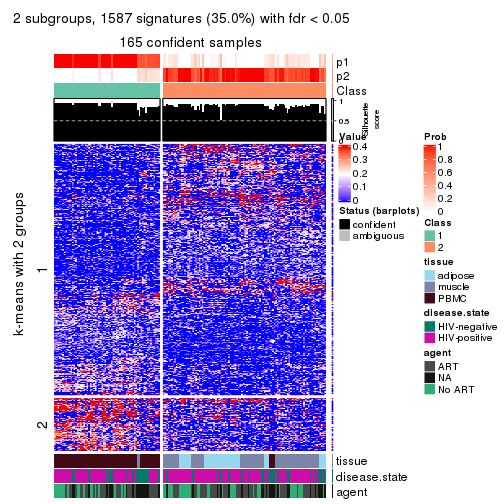 2 subgroups, 1587 signatures (35.0%) with fdr < 0.05
165 confident samples
p1
p2
Class
1
0.5
0
Silhouette
score
k-means with 2 groups
1
2
tissue
disease.state
agent
Value
0.4
0.3
0.2
0.1
0
Status (barplots)
confident
ambiguous
Prob
1
0.8
0.6
0.4
0.2
0
Class
1
2
tissue
adipose
muscle
PBMC
disease.state
HIV-negative
HIV-positive
agent
ART
NA
No ART